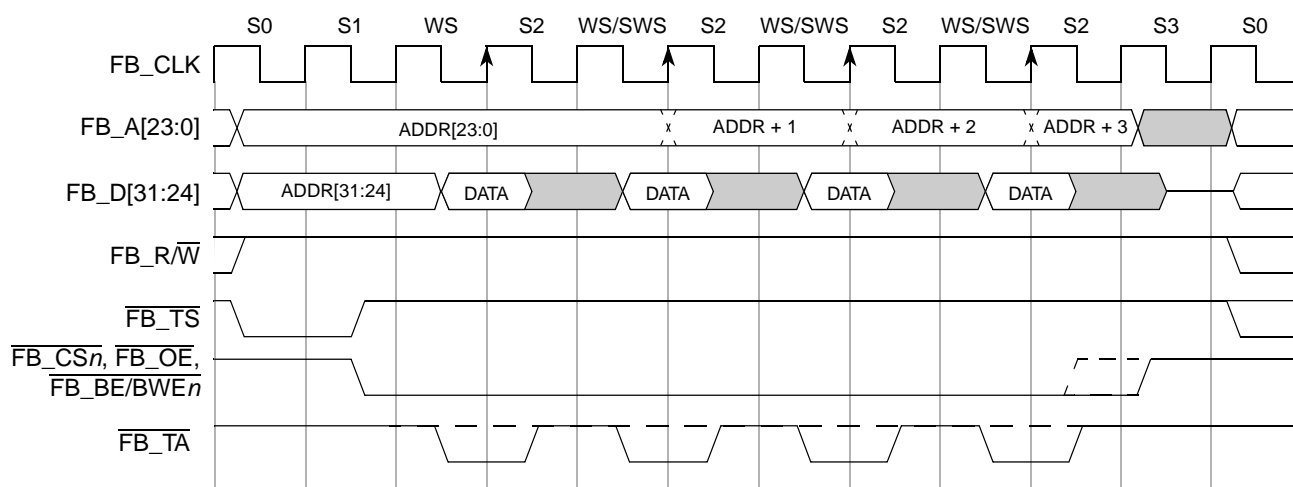 S0 S1 WS S2 WS/SWS S2 WS/SWS S2 WS/SWS S2 S3 S0
FB_CLK
FB_A[23:0] ADDR[23:0] ADDR + 1 ADDR + 2 ADDR + 3
FB_D[31:24] ADDR[31:24] DATA DATA DATA DATA
FB_R/W
FB_TS
FB_CSn, FB_OE,
FB_BE/BWEn
FB_TA